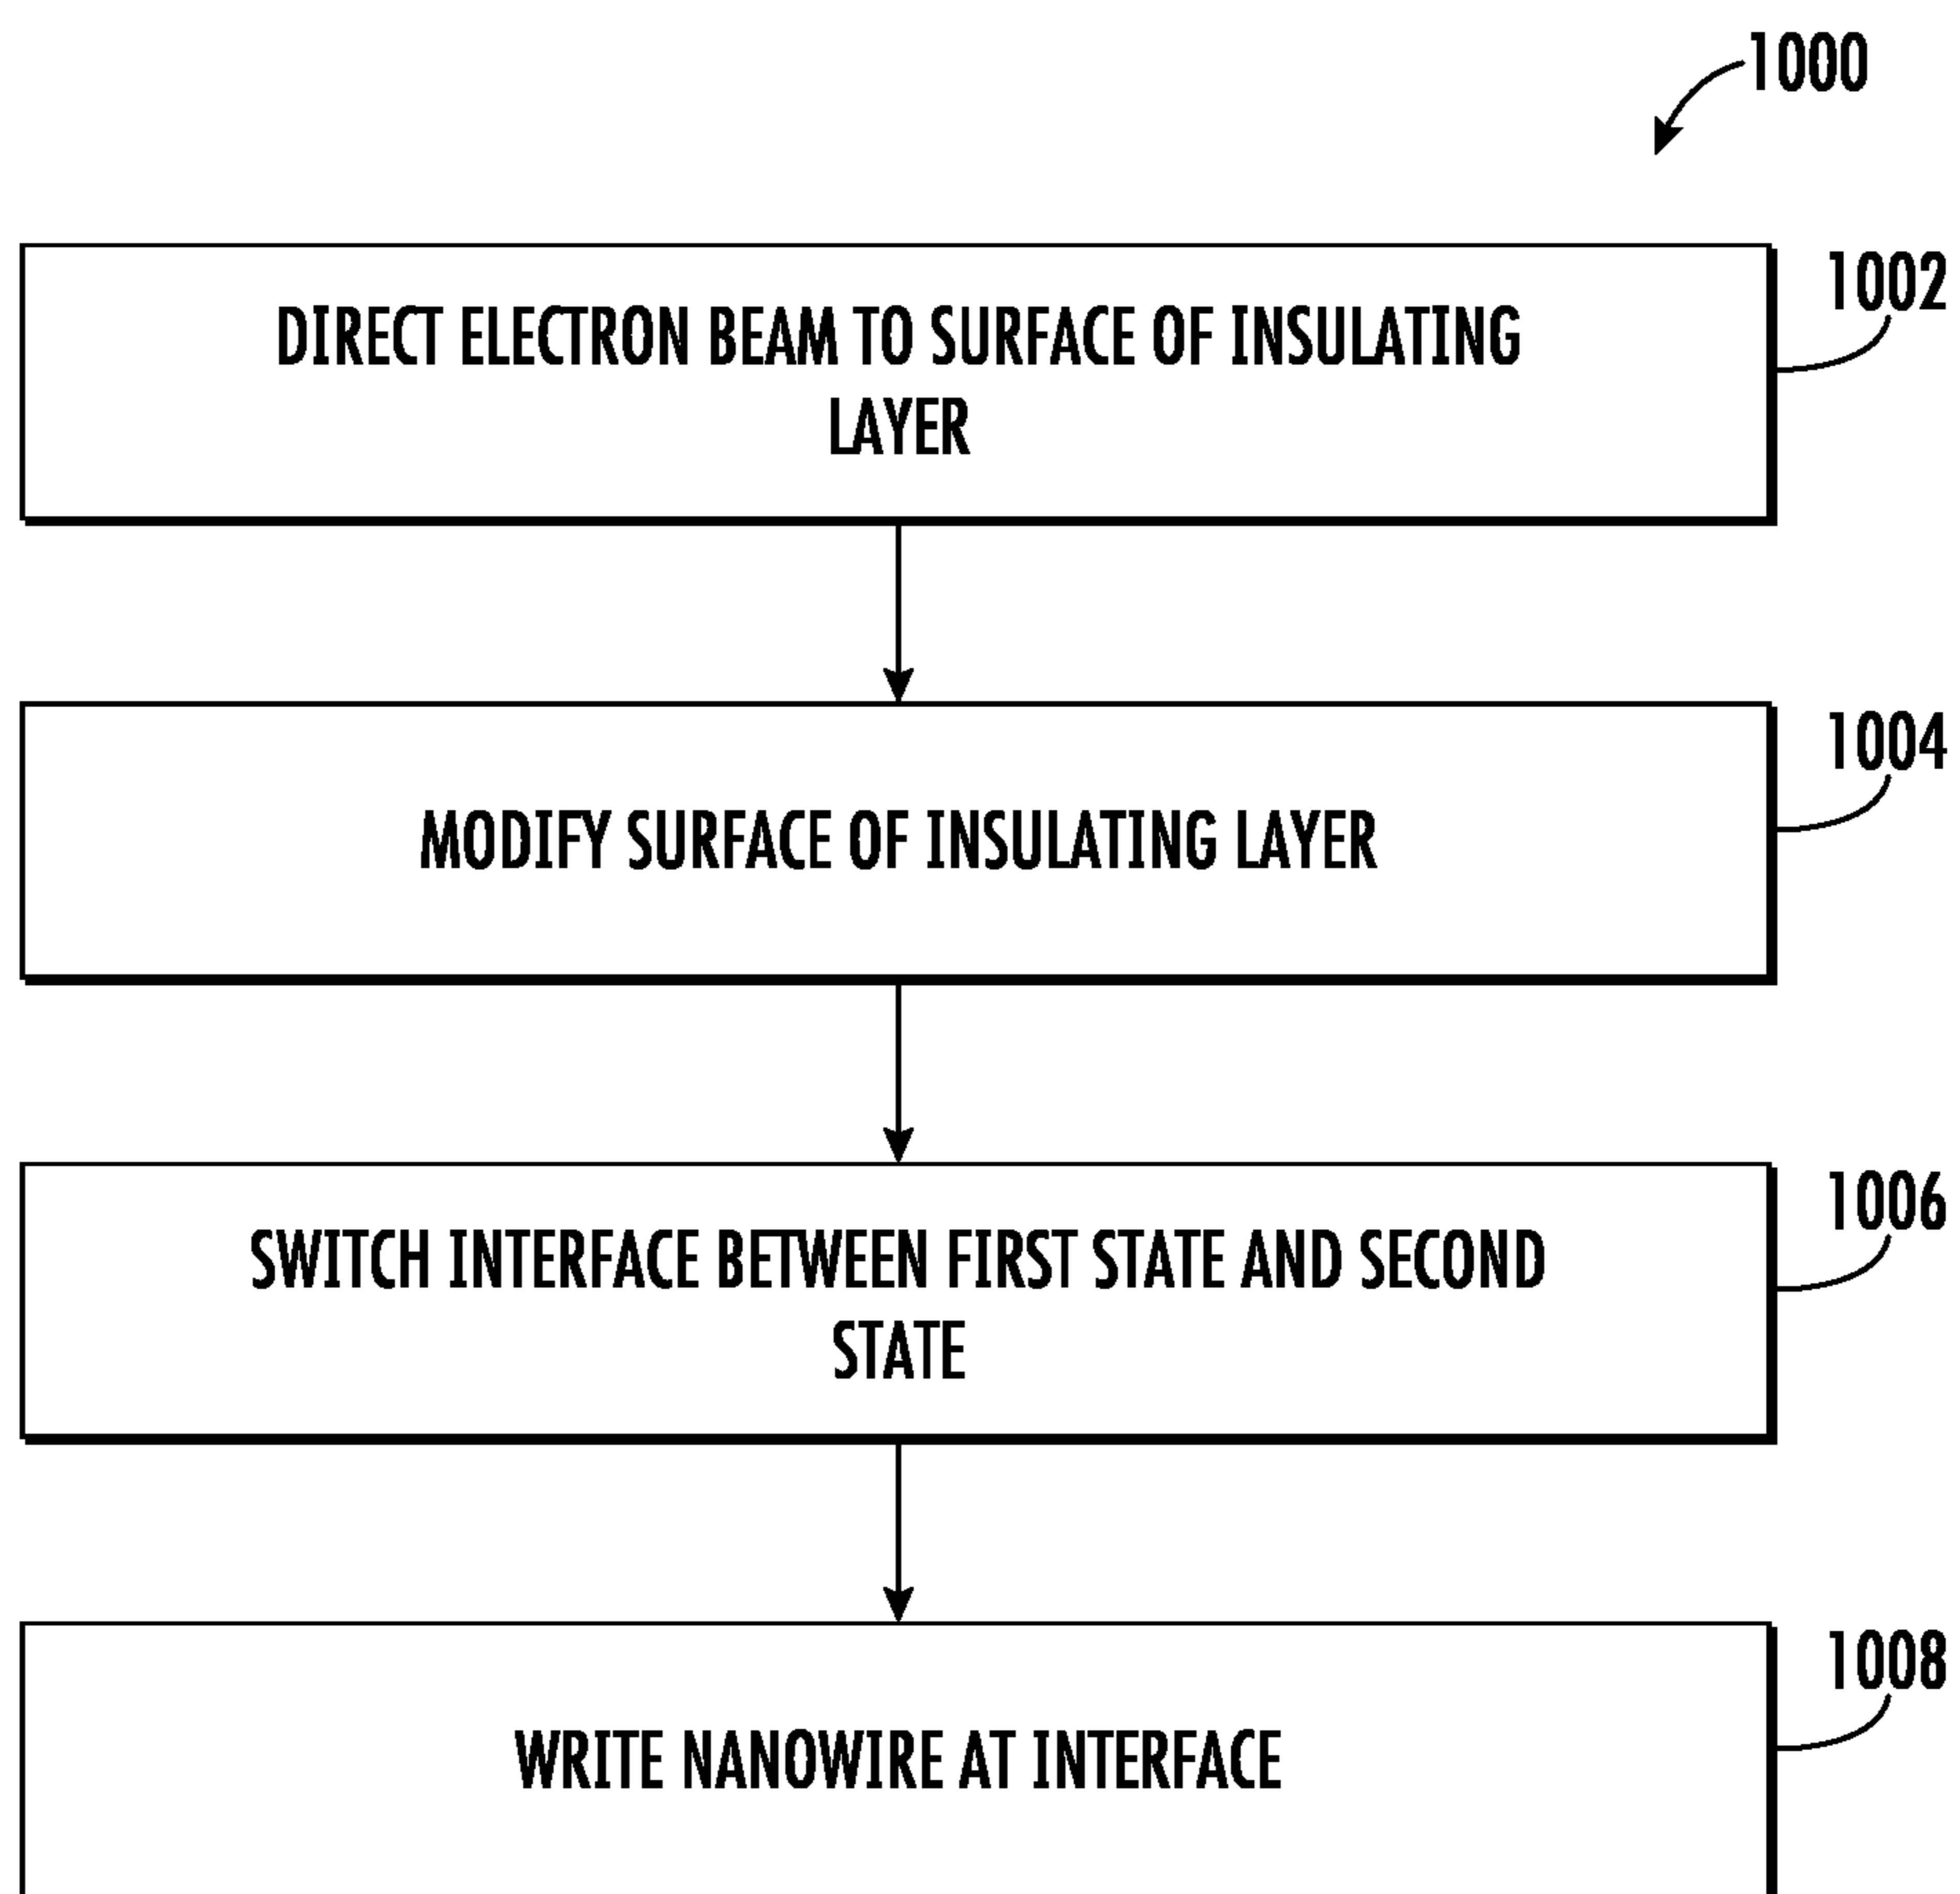 1000
1002
DIRECT ELECTRON BEAM TO SURFACE OF INSULATING
LAYER
1004
MODIFY SURFACE OF INSULATING LAYER
1006
SWITCH INTERFACE BETWEEN FIRST STATE AND SECOND
STATE
1008
WRITE NANOWIRE AT INTERFACE